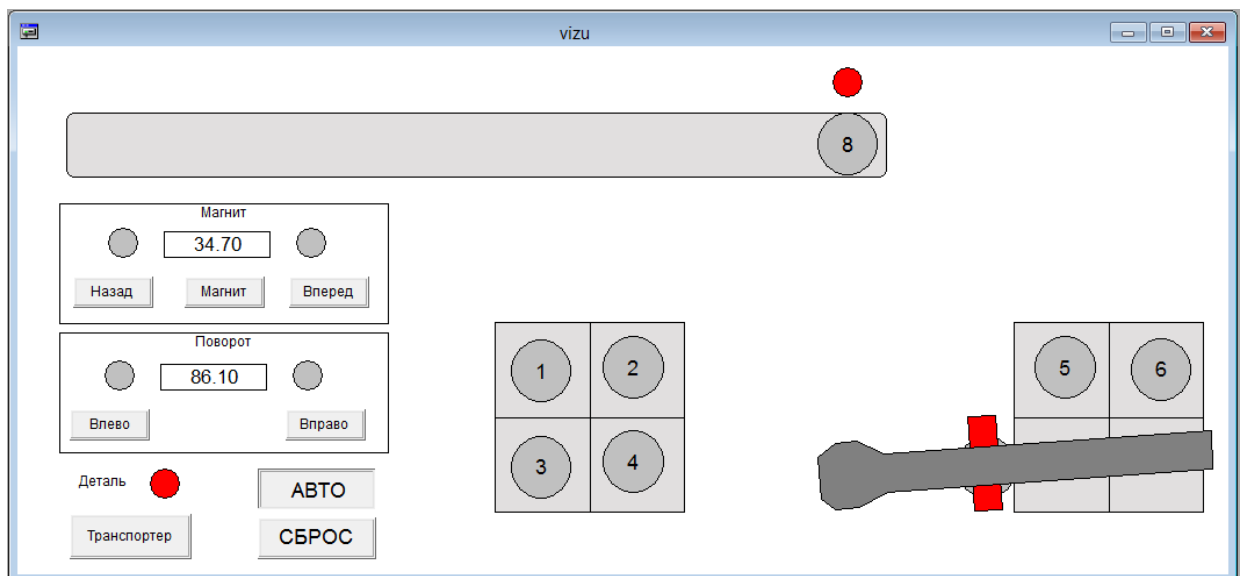 vizu
8
Магнит
34.70
Назад Магнит Вперед
Поворот
86.10
Влево Вправо
Деталь
АВТО
Транспортер
СБРОС
1 2
3 4
5 6